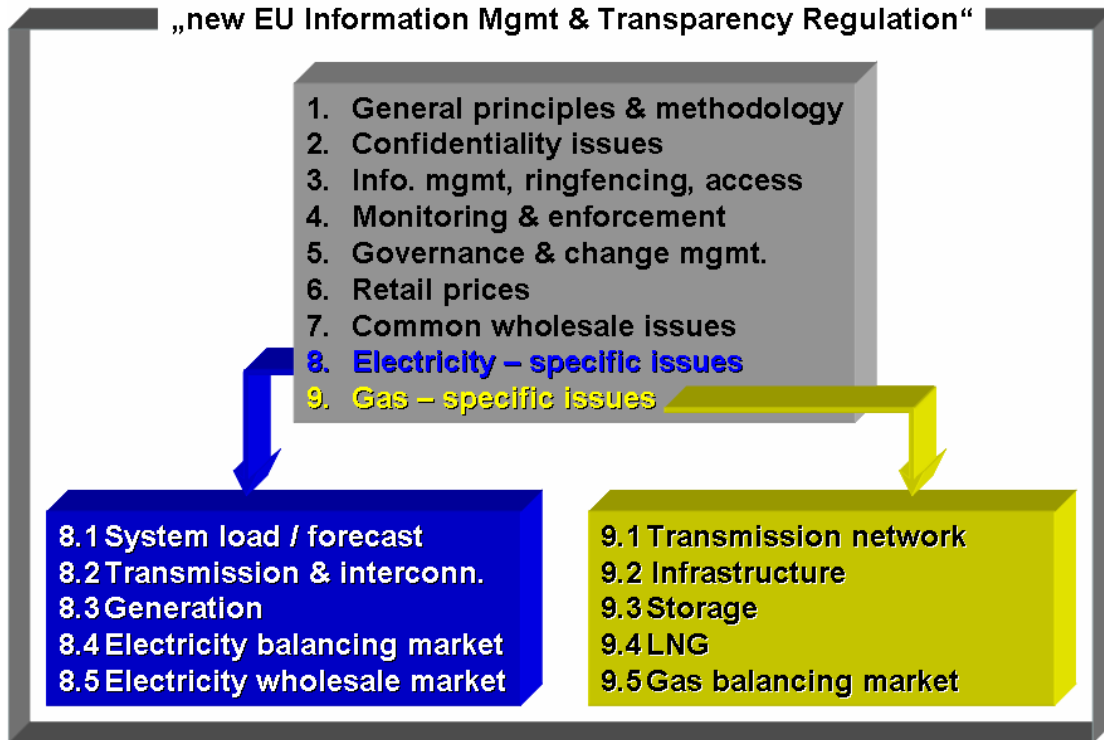 „new EU Information Mgmt & Transparency Regulation“
1. General principles & methodology
2. Confidentiality issues
3. Info. mgmt, ringfencing, access
4. Monitoring & enforcement
5. Governance & change mgmt.
6. Retail prices
7. Common wholesale issues
8. Electricity – specific issues
9. Gas – specific issues
8.1 System load / forecast
8.2 Transmission & interconn.
8.3 Generation
8.4 Electricity balancing market
8.5 Electricity wholesale market
9.1 Transmission network
9.2 Infrastructure
9.3 Storage
9.4 LNG
9.5 Gas balancing market